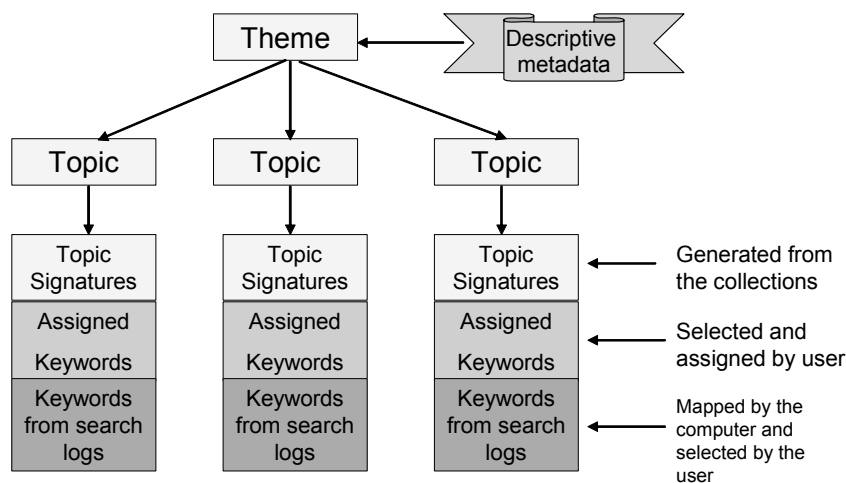 Theme
Descriptive
metadata
Topic
Topic
Topic
Topic
Signatures
Topic
Signatures
Topic
Signatures
Generated from
the collections
Assigned
Keywords
Assigned
Keywords
Assigned
Keywords
Selected and
assigned by user
Keywords
from search
logs
Keywords
from search
logs
Keywords
from search
logs
Mapped by the
computer and
selected by the
user